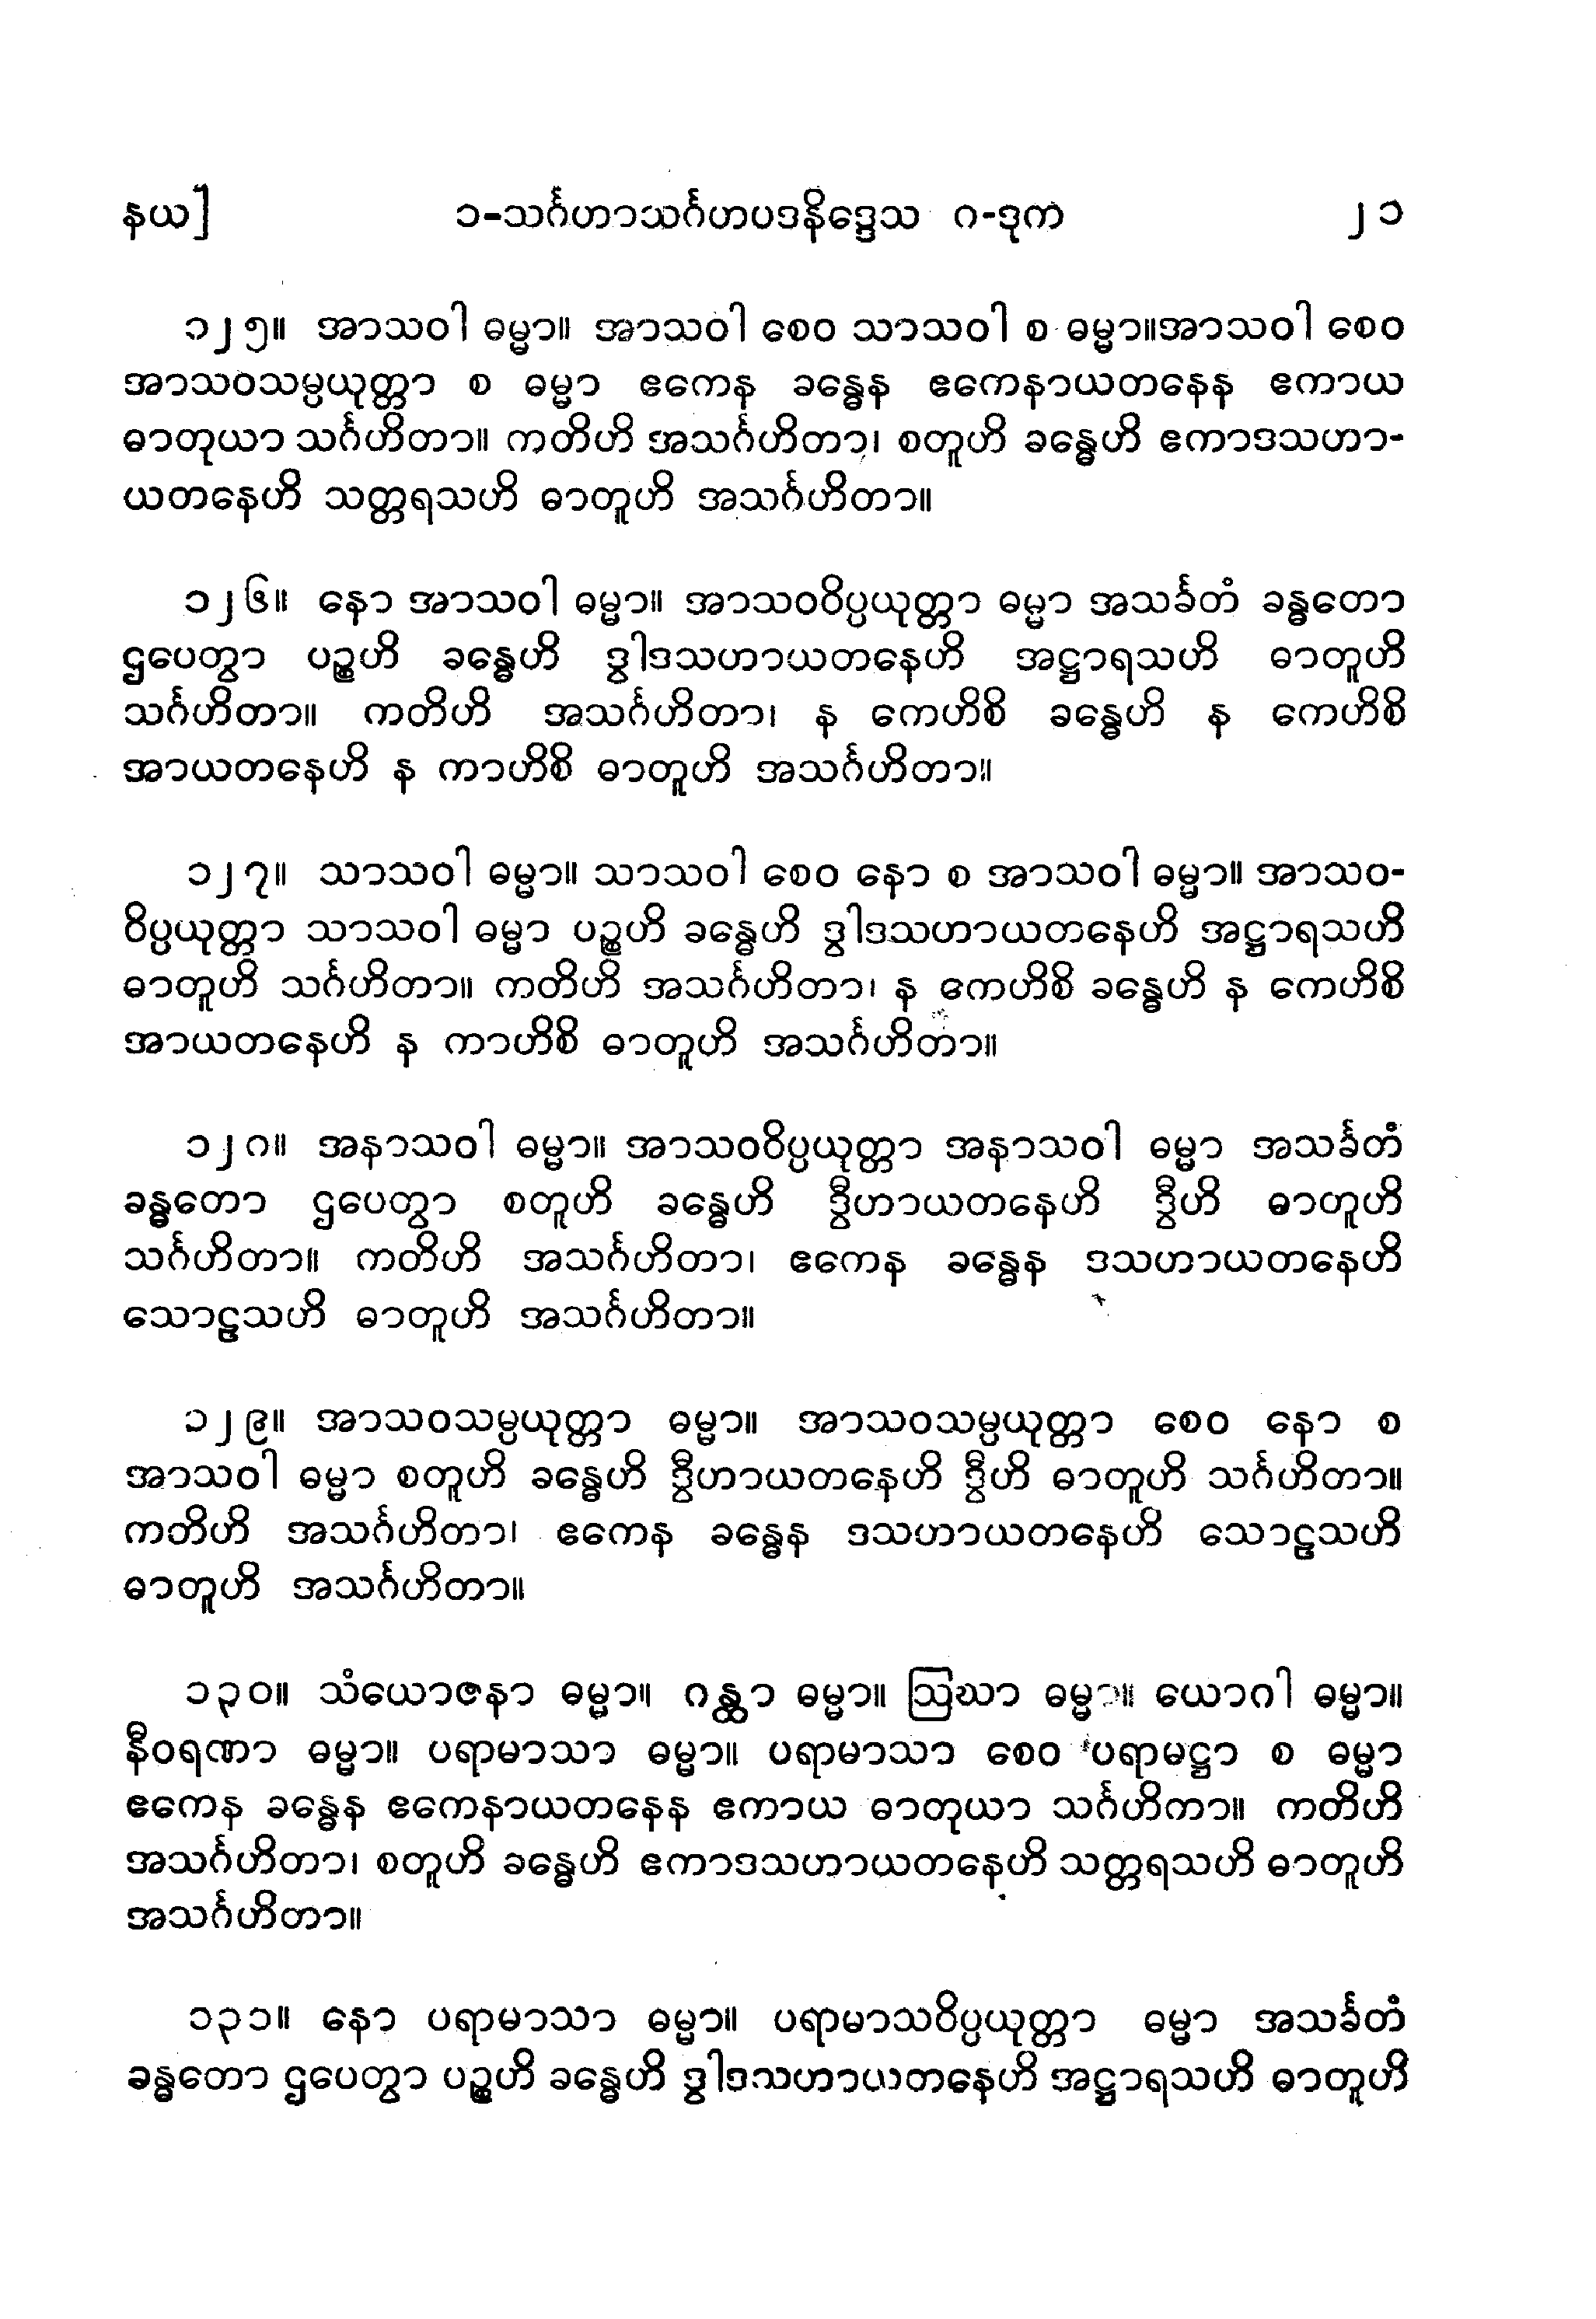 နယ] ၁-သင်္ဂဟာသင်္ဂဟပဒနိဒ္ဒေသ ဂ-ဒုက ၂၁
၁၂၅။ အာသဝါ ဓမ္မာ။ အာသဝါ စေဝ သာသဝါ စ ဓမ္မာ။အာသဝါ စေဝ
အာသဝသမ္ပယုတ္တာ စ ဓမ္မာ ဧကေန ခန္ဓေန ဧကေနာယတနေန ဧကာယ
ဓာတုယာ သင်္ဂဟိတာ။ ကတိဟိ အသင်္ဂဟိတာ၊ စတူဟိ ခန္ဓေဟိ ဧကာဒသဟာ-
ယတနေဟိ သတ္တရသဟိ ဓာတူဟိ အသင်္ဂဟိတာ။
၁၂၆။ နော အာသဝါ ဓမ္မာ။ အာသဝဝိပ္ပယုတ္တာ ဓမ္မာ အသင်္ခတံ ခန္ဓတော
ဌပေတွာ ပဉ္စဟိ ခန္ဓေဟိ ဒွါဒသဟာယတနေဟိ အဋ္ဌာရသဟိ ဓာတူဟိ
သင်္ဂဟိတာ။ ကတိဟိ အသင်္ဂဟိတာ၊ န ကေဟိစိ ခန္ဓေဟိ န ကေဟိစိ
အာယတနေဟိ န ကာဟိစိ ဓာတူဟိ အသင်္ဂဟိတာ။
၁၂၇။ သာသဝါ ဓမ္မာ။ သာသဝါ စေဝ နော စ အာသဝါ ဓမ္မာ။ အာသဝ-
ဝိပ္ပယုတ္တာ သာသဝါ ဓမ္မာ ပဉ္စဟိ ခန္ဓေဟိ ဒွါဒသဟာယတနေဟိ အဋ္ဌာရသဟိ
ဓာတူဟိ သင်္ဂဟိတာ။ ကတိဟိ အသင်္ဂဟိတာ၊ န ကေဟိစိ ခန္ဓေဟိ န ကေဟိစိ
အာယတနေဟိ န ကာဟိစိ ဓာတူဟိ အသင်္ဂဟိတာ။
၁၂၈။ အနာသဝါ ဓမ္မာ။ အာသဝဝိပ္ပယုတ္တာ အနာသဝါ ဓမ္မာ အသင်္ခတံ
ခန္ဓတော ဌပေတွာ စတူဟိ ခန္ဓေဟိ ဒွီဟာယတနေဟိ ဒွီဟိ ဓာတူဟိ
သင်္ဂဟိတာ။ ကတိဟိ အသင်္ဂဟိတာ၊ ဧကေန ခန္ဓေန ဒသဟာယတနေဟိ
သောဠသဟိ ဓာတူဟိ အသင်္ဂဟိတာ။
၁၂၉။ အာသဝသမ္ပယုတ္တာ ဓမ္မာ။ အာသဝသမ္ပယုတ္တာ စေဝ နော စ
အာသဝါ ဓမ္မာ စတူဟိ ခန္ဓေဟိ ဒွီဟာယတနေဟိ ဒွီဟိ ဓာတူဟိ သင်္ဂဟိတာ။
ကတိဟိ အသင်္ဂဟိတာ၊ ဧကေန ခန္ဓေန ဒသဟာယတနေဟိ သောဠသဟိ
ဓာတူဟိ အသင်္ဂဟိတာ။
၁၃၀။ သံယောဇနာ ဓမ္မာ။ ဂန္ထာ ဓမ္မာ။ ဩဃာ ဓမ္မာ။ ယောဂါ ဓမ္မာ။
နီဝရဏာ ဓမ္မာ။ ပရာမာသာ ဓမ္မာ။ ပရာမာသာ စေဝ ပရာမဋ္ဌာ စ ဓမ္မာ
ဧကေန ခန္ဓေန ဧကေနာယတနေန ဧကာယ ဓာတုယာ သင်္ဂဟိကာ။ ကတိဟိ
အသင်္ဂဟိတာ၊ စတူဟိ ခန္ဓေဟိ ဧကာဒသဟာယတနေဟိ သတ္တရသဟိ ဓာတူဟိ
အသင်္ဂဟိတာ။
၁၃၁။ နော ပရာမာသာ ဓမ္မာ။ ပရာမာသဝိပ္ပယုတ္တာ ဓမ္မာ အသင်္ခတံ
ခန္ဓတော ဌပေတွာ ပဉ္စဟိ ခန္ဓေဟိ ဒွါဒသဟာယတနေဟိ အဋ္ဌာရသဟိ ဓာတူဟိ